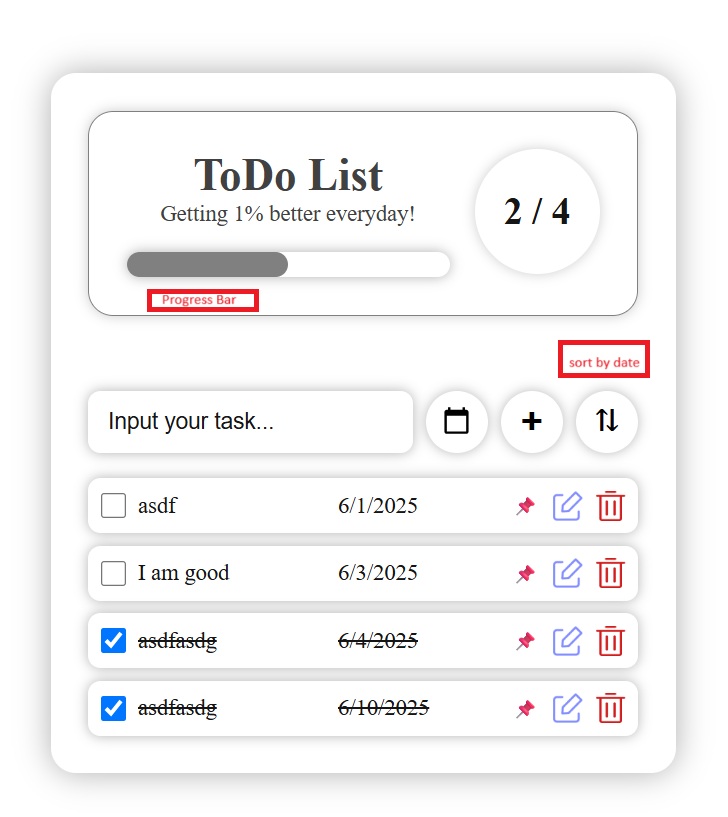 ToDo List
Getting 1% better everyday!
2 / 4
Progress Bar
sort by date
Input your task...
asdf 6/1/2025
I am good 6/3/2025
asdfasdg 6/4/2025
asdfasdg 6/10/2025